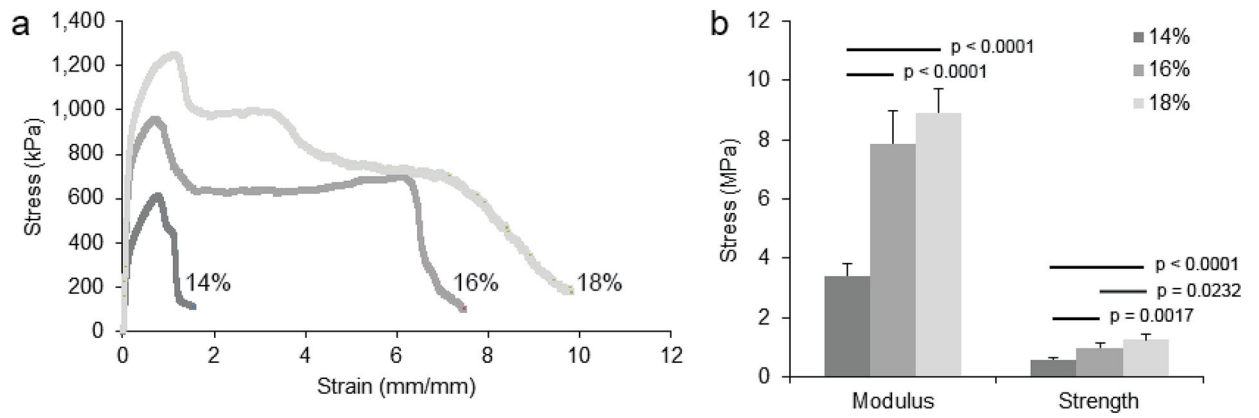 a
1,400
1,200
1,000
800
600
400
200
0
Stress (kPa)
14%
16%
18%
0 2 4 6 8 10 12
Strain (mm/mm)
b
12
10
8
6
4
2
0
Stress (MPa)
14%
16%
18%
p < 0.0001
p < 0.0001
p < 0.0001
p = 0.0232
p = 0.0017
Modulus Strength